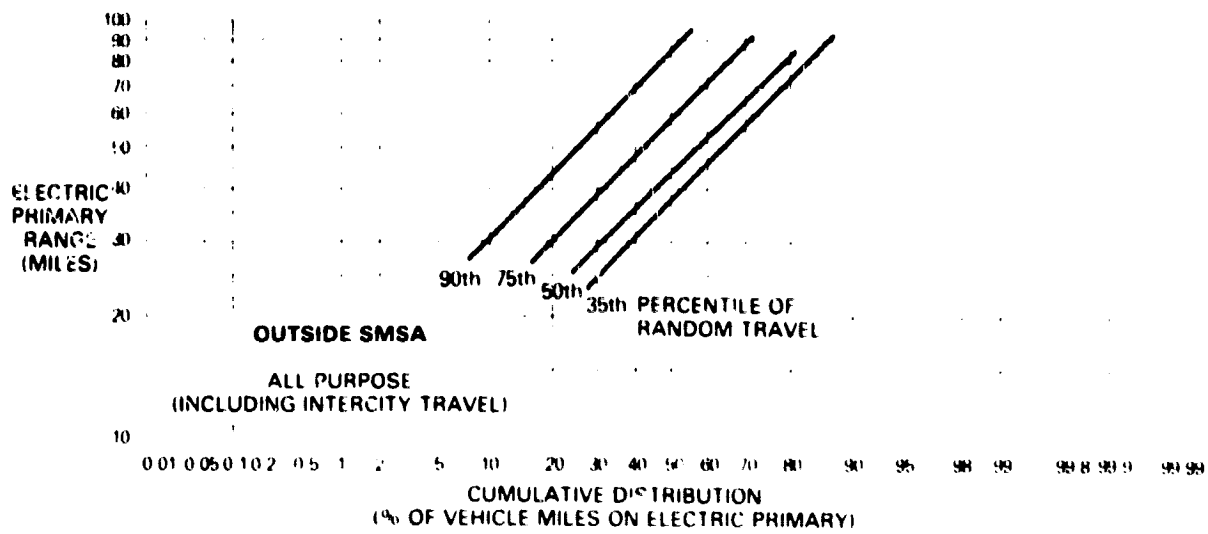 100
90
80
70
60
50
40
30
20
10
ELECTRIC
PRIMARY
RANGE
(MILES)
90th 75th 50th 35th PERCENTILE OF
RANDOM TRAVEL
OUTSIDE SMSA
ALL PURPOSE
(INCLUDING INTERCITY TRAVEL)
0.01 0.05 0.1 0.2 0.5 1 2 5 10 20 30 40 50 60 70 80 90 95 98 99 99.8 99.9 99.99
CUMULATIVE DISTRIBUTION
(% OF VEHICLE MILES ON ELECTRIC PRIMARY)